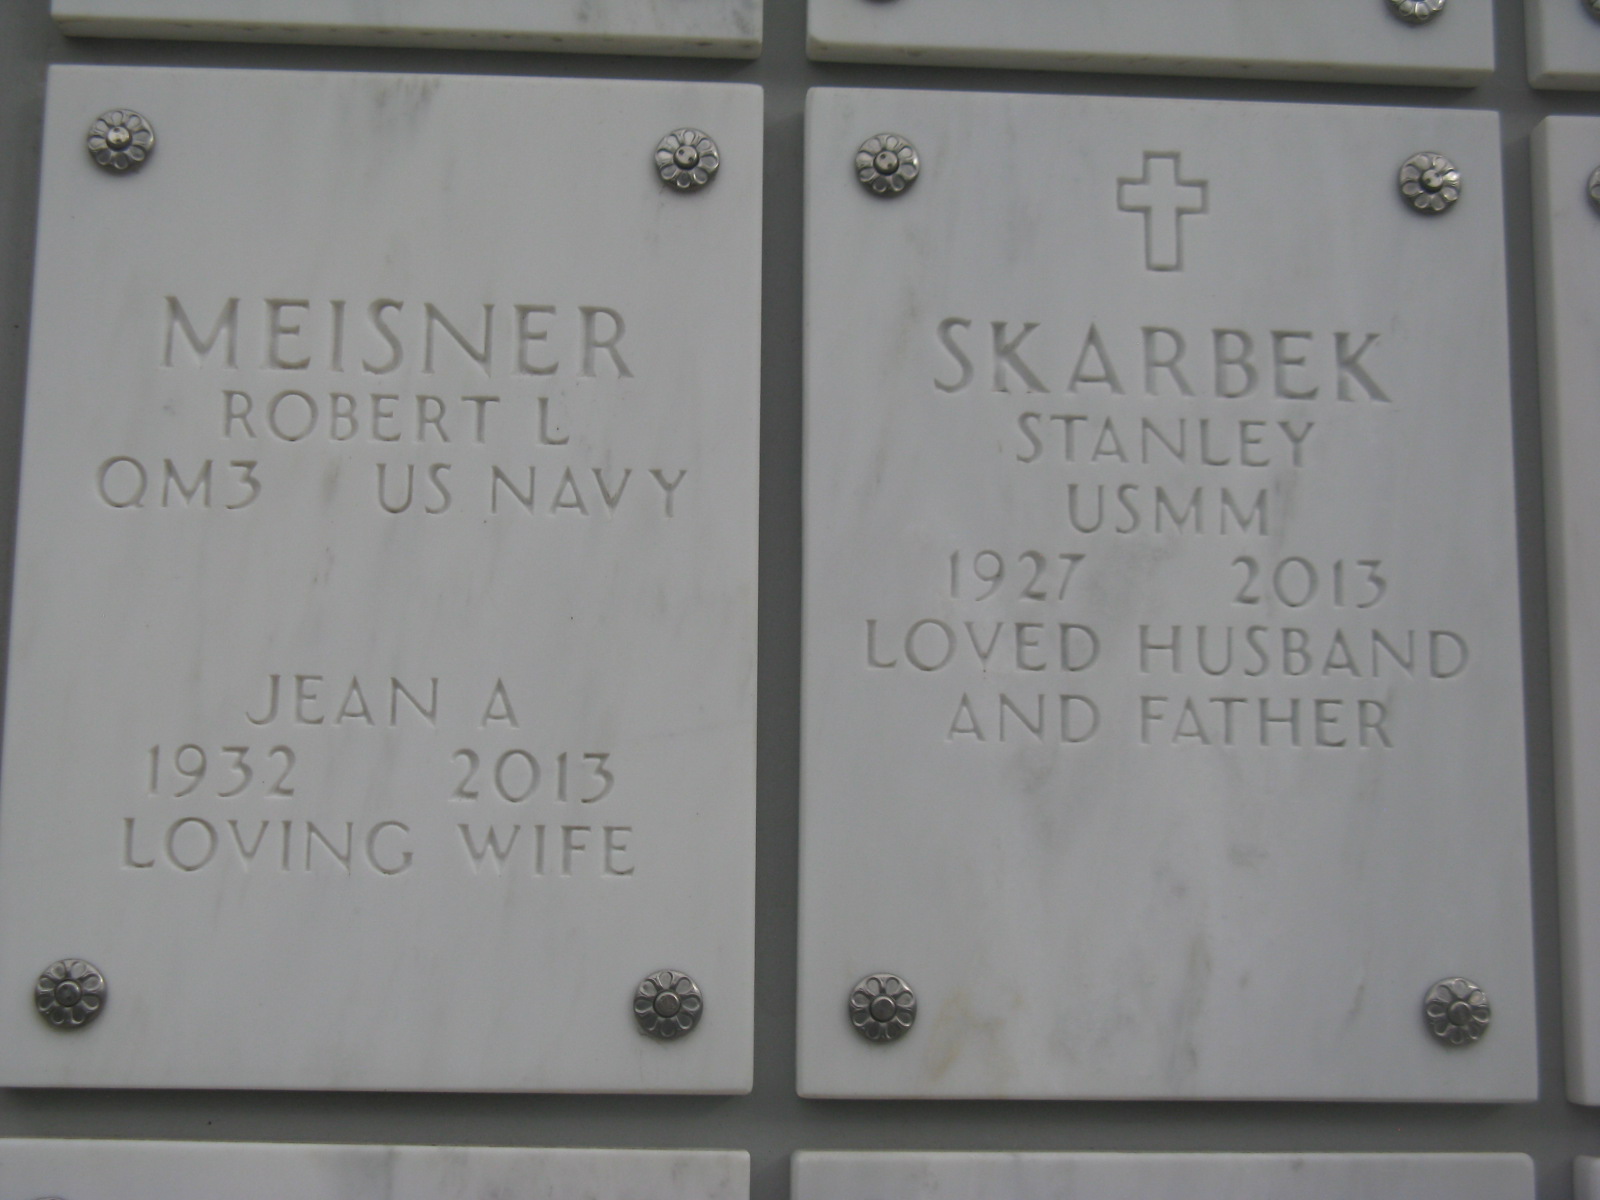 MEISNER
ROBERT L
QM3 US NAVY
JEAN A
1932 2013
LOVING WIFE
SKARBEK
STANLEY
USMM
1927 2013
LOVED HUSBAND
AND FATHER